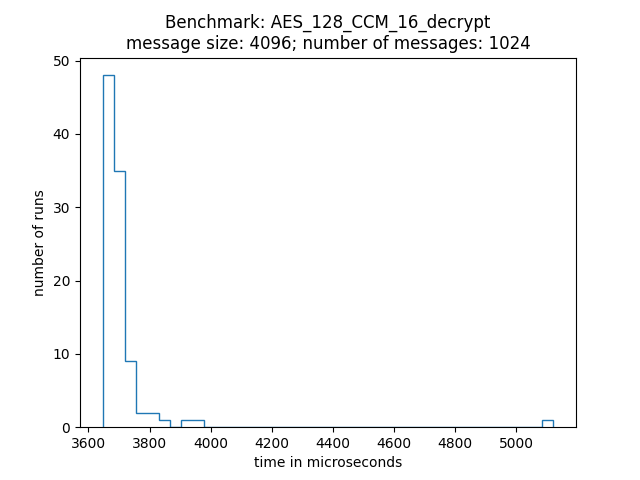 Benchmark: AES_128_CCM_16_decrypt
message size: 4096; number of messages: 1024
50
40
30
20
10
0
number of runs
3600 3800 4000 4200 4400 4600 4800 5000
time in microseconds